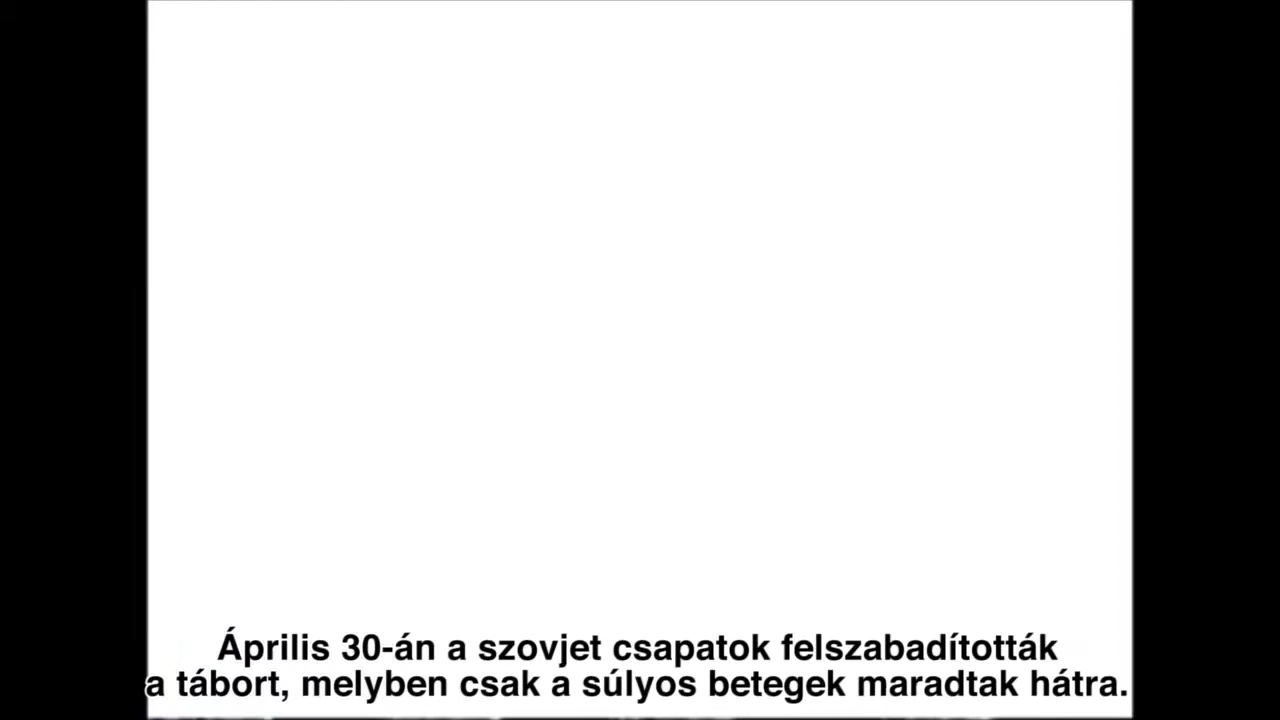 Április 30-án a szovjet csapatok felszabadították
a tábort, melyben csak a súlyos betegek maradtak hátra.